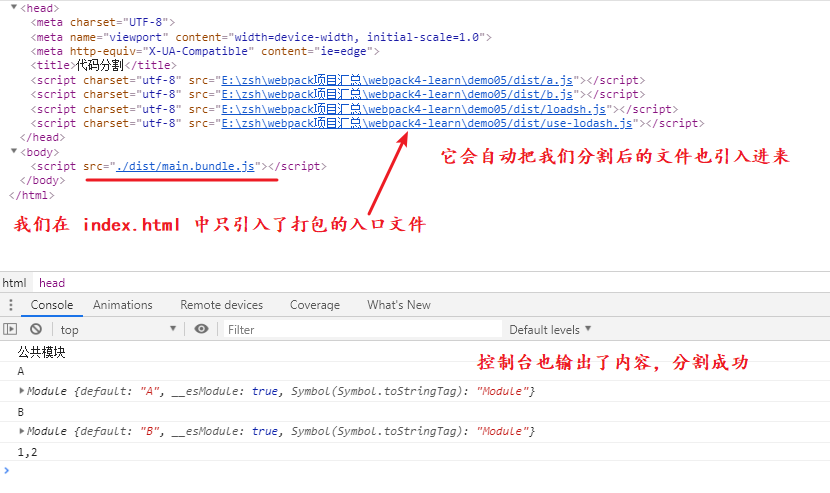 <head>
<meta charset="UTF-8">
<meta name="viewport" content="width=device-width, initial-scale=1.0">
<meta http-equiv="X-UA-Compatible" content="ie=edge">
<title>代码分割</title>
<script charset="utf-8" src="E:\zsh\webpack项目汇总\webpack4-learn\demo05/dist/a.js"></script>
<script charset="utf-8" src="E:\zsh\webpack项目汇总\webpack4-learn\demo05/dist/b.js"></script>
<script charset="utf-8" src="E:\zsh\webpack项目汇总\webpack4-learn\demo05/dist/loadsh.js"></script>
<script charset="utf-8" src="E:\zsh\webpack项目汇总\webpack4-learn\demo05/dist/use-lodash.js"></script>
</head>
<body>
它会自动把我们分割后的文件也引入进来
<script src="./dist/main.bundle.js"></script>
</body>
</html>
我们在 index.html 中只引入了打包的入口文件
html head
Console Animations Remote devices Coverage What's New
top Filter Default levels
公共模块
控制台也输出了内容，分割成功
A
Module {default: "A", __esModule: true, Symbol(Symbol.toStringTag): "Module"}
B
Module {default: "B", __esModule: true, Symbol(Symbol.toStringTag): "Module"}
1,2